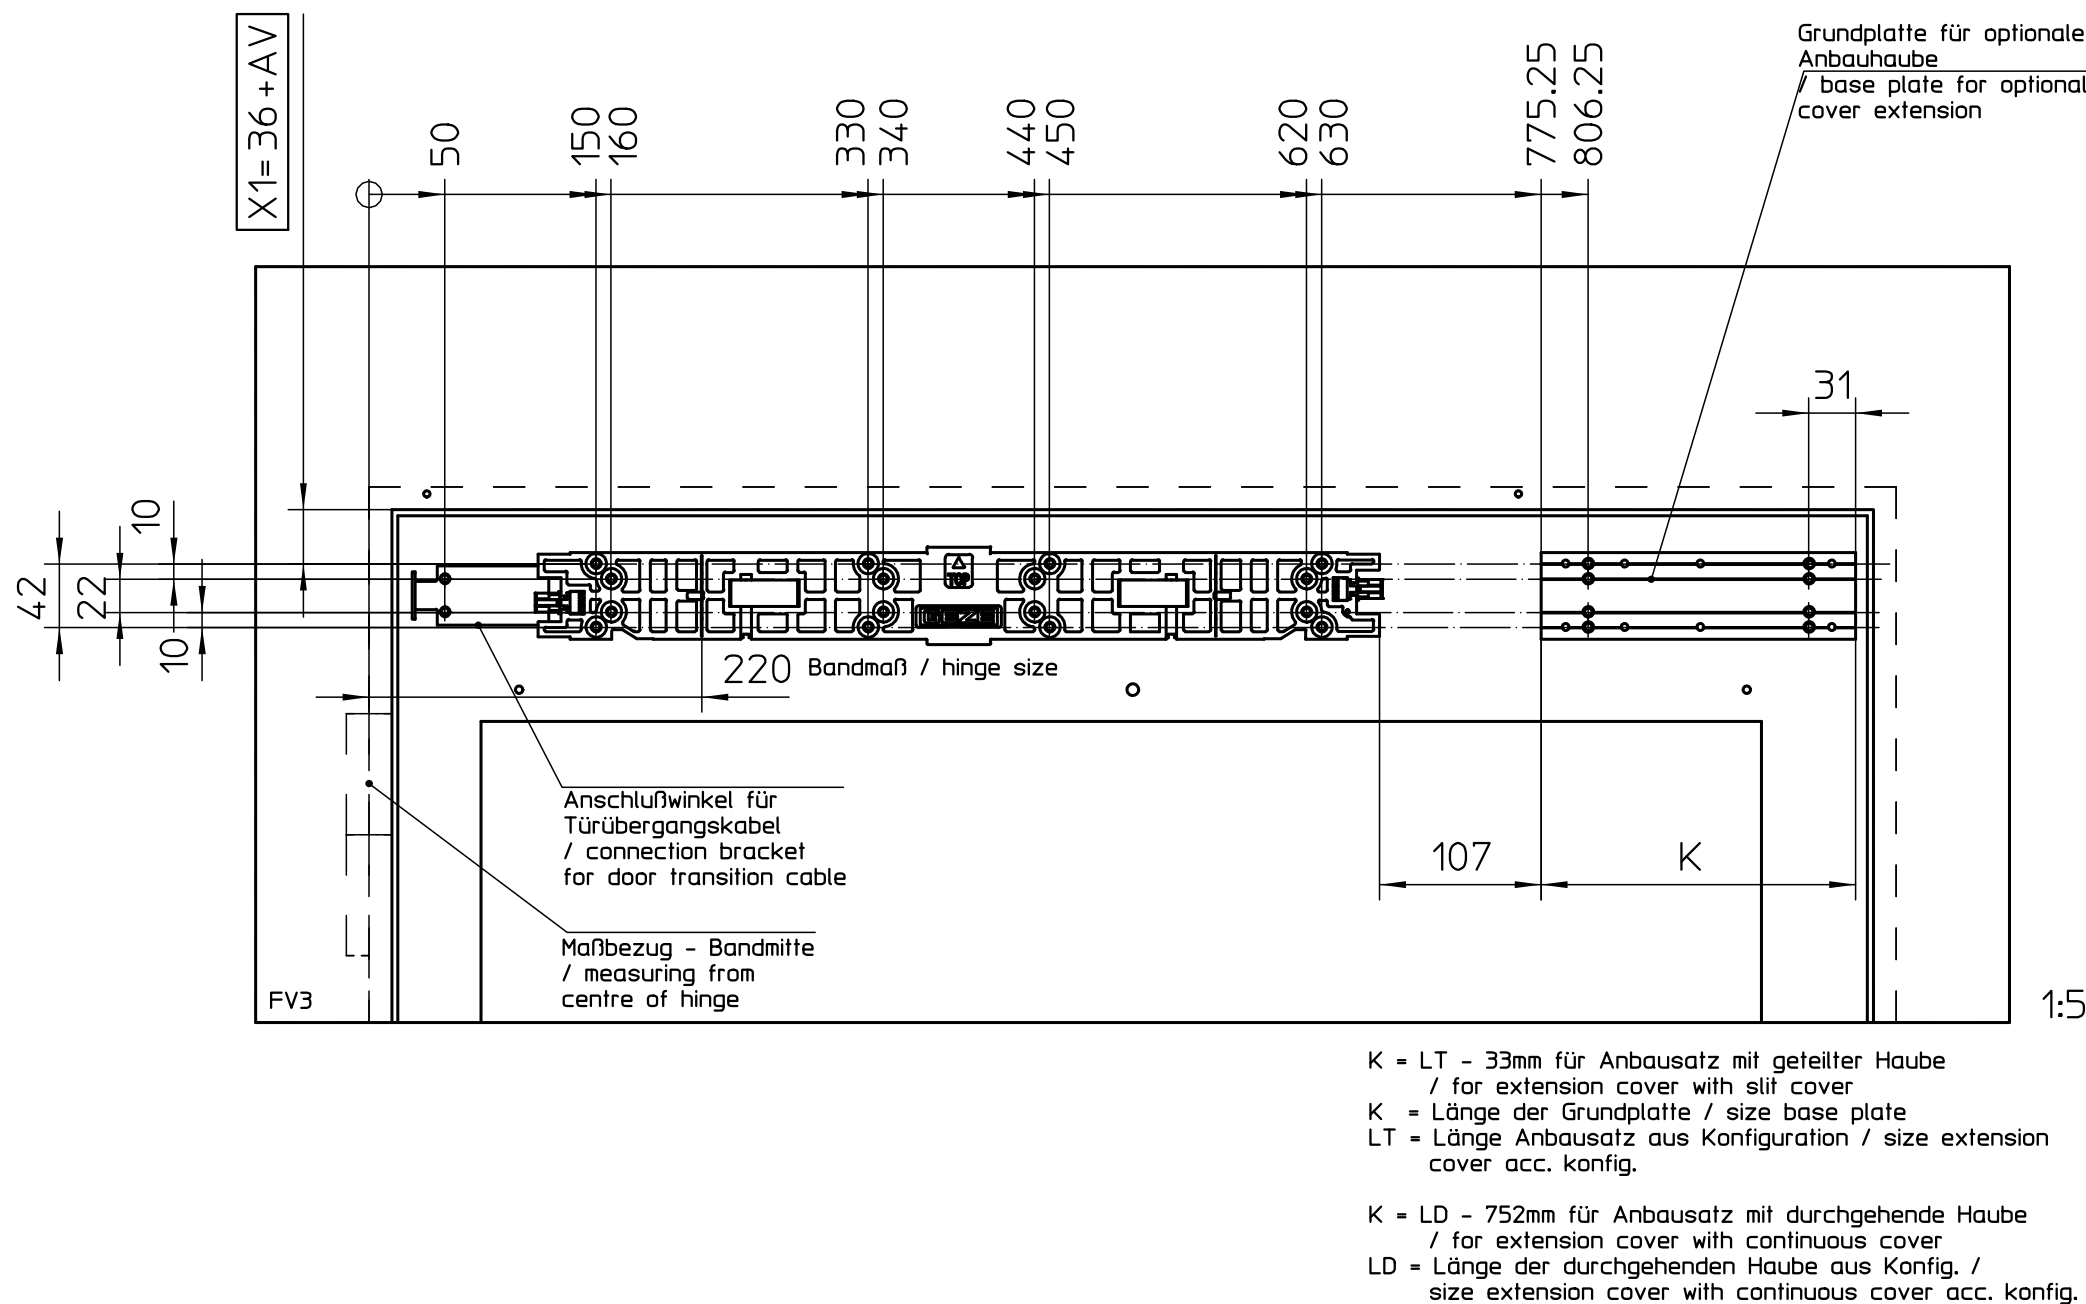 X1= 36 +AV
50
150
160
330
340
440
450
620
630
775.25
806.25
Grundplatte für optionale
Anbauhaube
/ base plate for optional
cover extension
31
10
42
22
10
TOP
GEZE
220 Bandmaß / hinge size
Anschlußwinkel für
Türübergangskabel
/ connection bracket
for door transition cable
107
K
Maßbezug - Bandmitte
/ measuring from
centre of hinge
FV3
1:5
K = LT - 33mm für Anbausatz mit geteilter Haube
/ for extension cover with slit cover
K = Länge der Grundplatte / size base plate
LT = Länge Anbausatz aus Konfiguration / size extension
cover acc. konfig.
K = LD - 752mm für Anbausatz mit durchgehende Haube
/ for extension cover with continuous cover
LD = Länge der durchgehenden Haube aus Konfig. /
size extension cover with continuous cover acc. konfig.